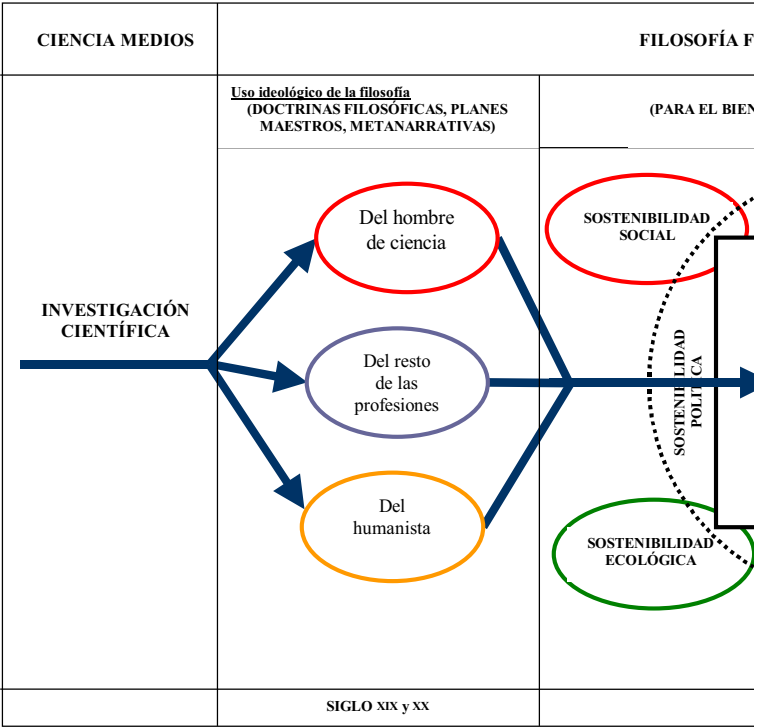 CIENCIA MEDIOS
FILOSOFÍA F
Uso ideológico de la filosofía
(DOCTRINAS FILOSÓFICAS, PLANES
MAESTROS, METANARRATIVAS)
(PARA EL BIEN
Del hombre
de ciencia
SOSTENIBILIDAD
SOCIAL
INVESTIGACIÓN
CIENTÍFICA
Del resto
de las
profesiones
SOSTENIBILIDAD
POLITICA
Del
humanista
SOSTENIBILIDAD
ECOLÓGICA
SIGLO XIX y XX